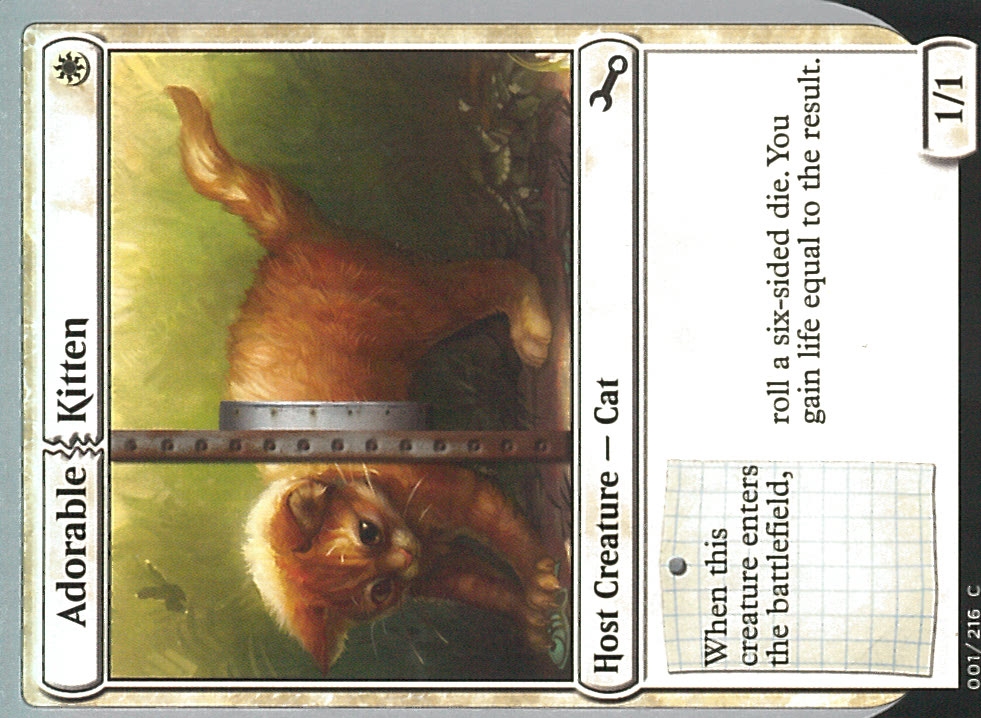 Adorable Kitten
Host Creature — Cat
When this
creature enters
the battlefield,
roll a six-sided die. You
gain life equal to the result.
1/1
001/216 C